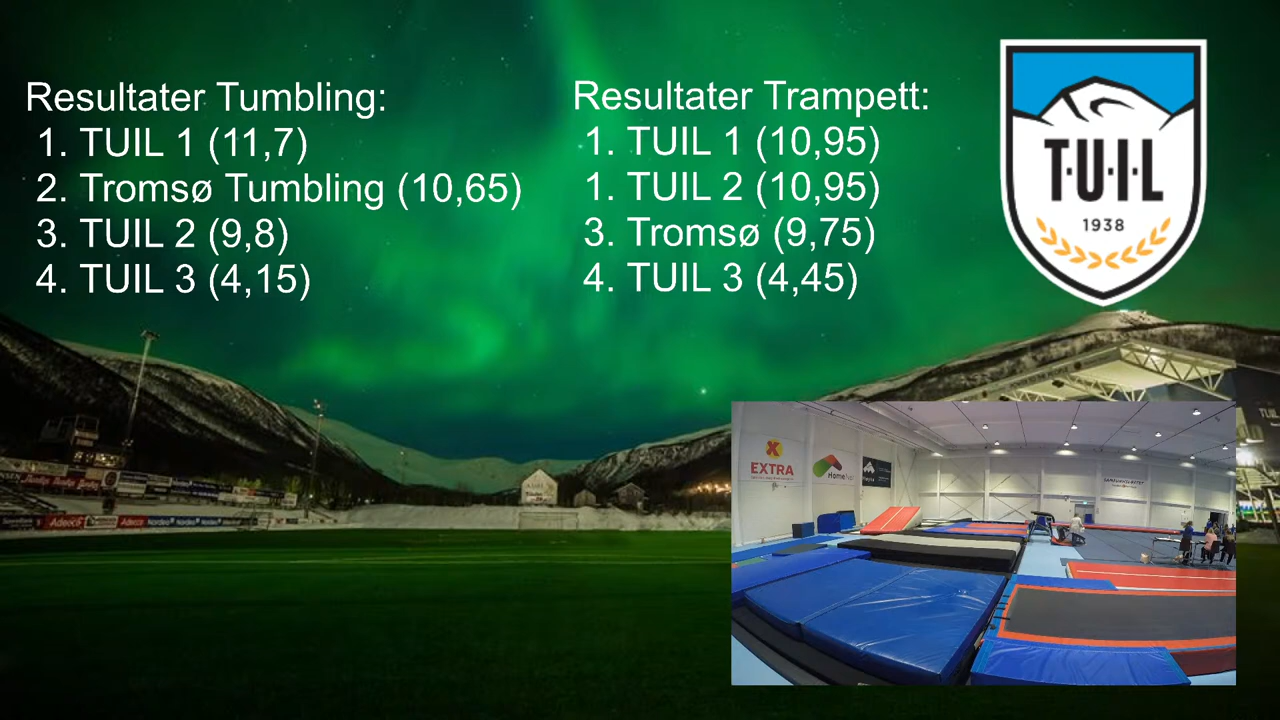 Resultater Tumbling:
1. TUIL 1 (11,7)
2. Tromsø Tumbling (10,65)
3. TUIL 2 (9,8)
4. TUIL 3 (4,15)
Resultater Trampett:
1. TUIL 1 (10,95)
1. TUIL 2 (10,95)
3. Tromsø (9,75)
4. TUIL 3 (4,45)
T·U·I·L
1938
EXTRA
Adecco
Adecco
TUIL